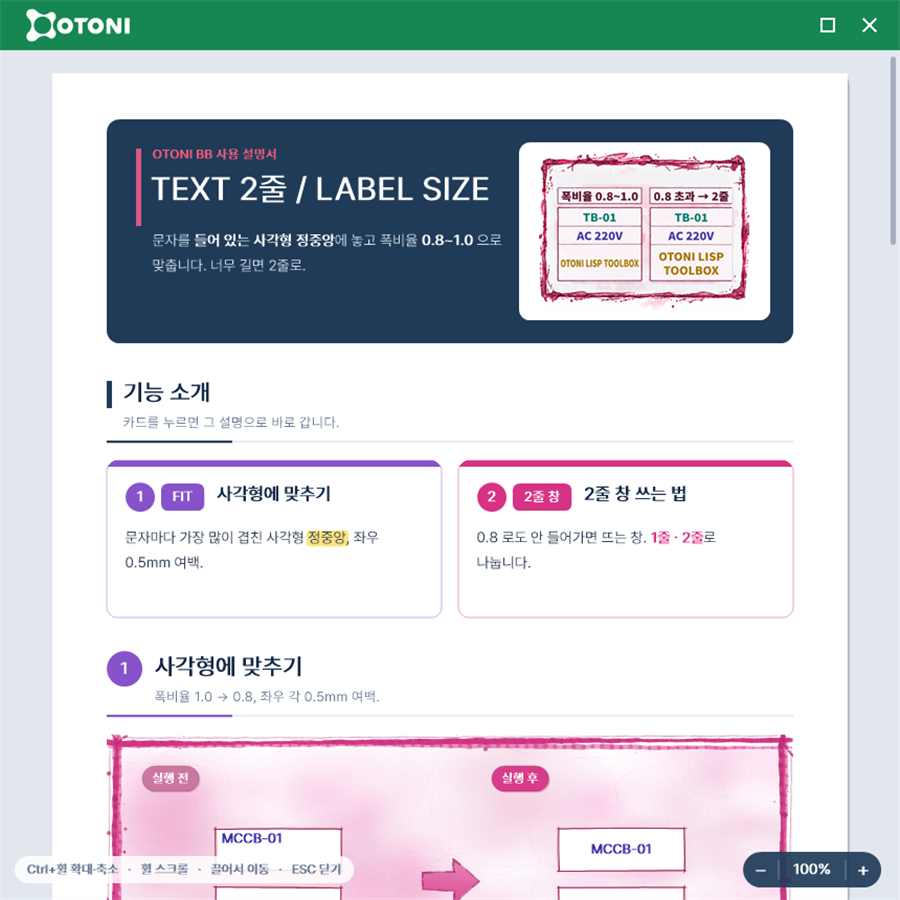 OTONI
OTONI BB 사용 설명서
TEXT 2줄 / LABEL SIZE
문자를 들어 있는 사각형 정중앙에 놓고 폭비율 0.8~1.0 으로
맞춥니다. 너무 길면 2줄로.
폭비율 0.8~1.0
TB-01
AC 220V
OTONI LISP TOOLBOX
0.8 초과 → 2줄
TB-01
AC 220V
OTONI LISP
TOOLBOX
기능 소개
카드를 누르면 그 설명으로 바로 갑니다.
1 FIT 사각형에 맞추기
문자마다 가장 많이 겹친 사각형 정중앙, 좌우
0.5mm 여백.
2 2줄 창 2줄 창 쓰는 법
0.8 로도 안 들어가면 뜨는 창. 1줄 · 2줄로
나눕니다.
1 사각형에 맞추기
폭비율 1.0 → 0.8, 좌우 각 0.5mm 여백.
실행 전
실행 후
MCCB-01
MCCB-01
Ctrl+휠 확대·축소 · 휠 스크롤 · 끌어서 이동 · ESC 닫기
− 100% +